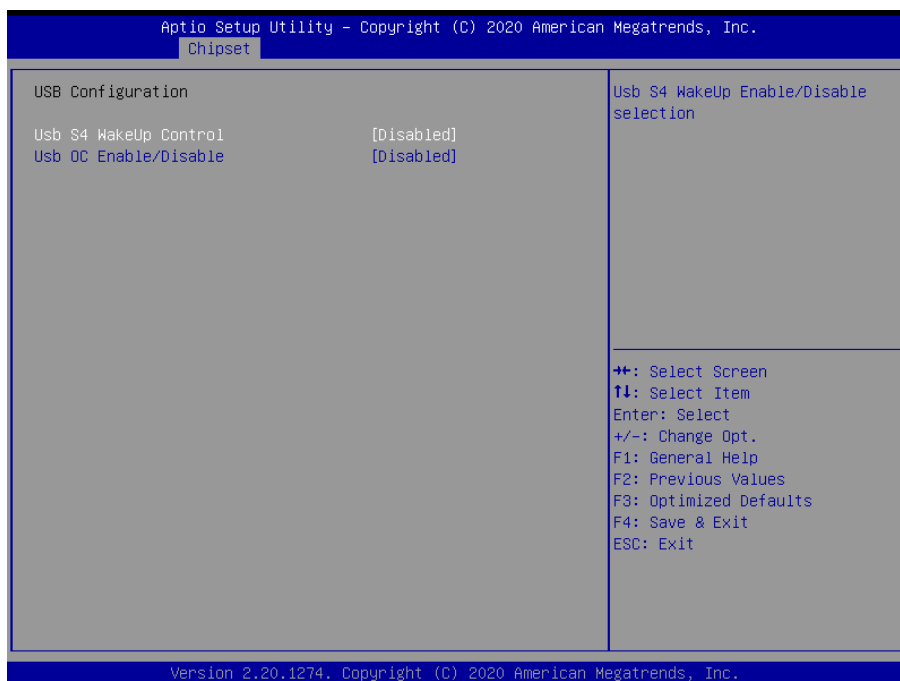 Aptio Setup Utility – Copyright (C) 2020 American Megatrends, Inc.
Chipset
USB Configuration
Usb S4 WakeUp Control [Disabled]
Usb OC Enable/Disable [Disabled]
Usb S4 WakeUp Enable/Disable
selection
→←: Select Screen
↑↓: Select Item
Enter: Select
+/-: Change Opt.
F1: General Help
F2: Previous Values
F3: Optimized Defaults
F4: Save & Exit
ESC: Exit
Version 2.20.1274. Copyright (C) 2020 American Megatrends, Inc.